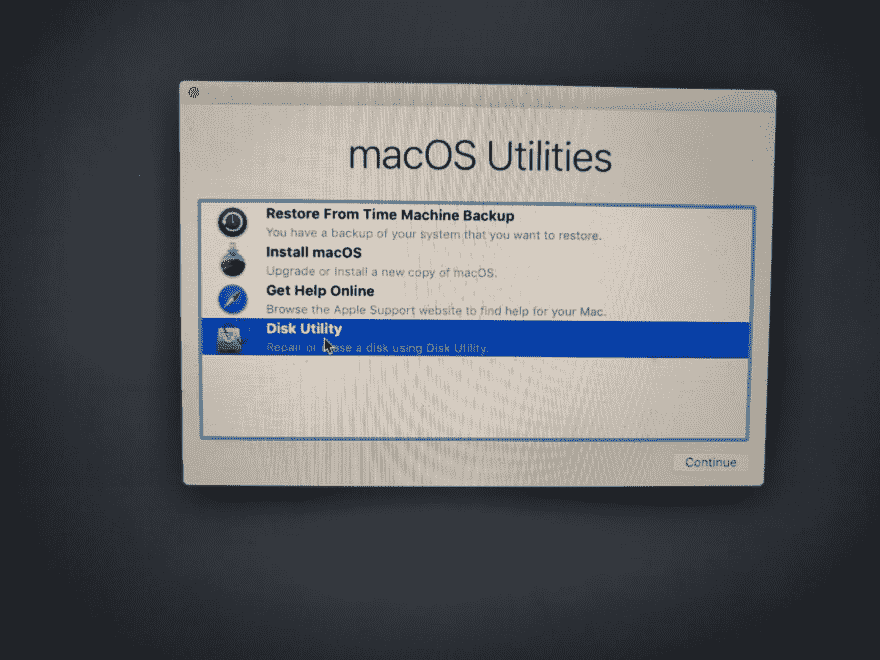 macOS Utilities
Restore From Time Machine Backup
You have a backup of your system that you want to restore.
Install macOS
Upgrade or install a new copy of macOS.
Get Help Online
Browse the Apple Support website to find help for your Mac.
Disk Utility
Repair or a disk using Disk Utility.
Continue